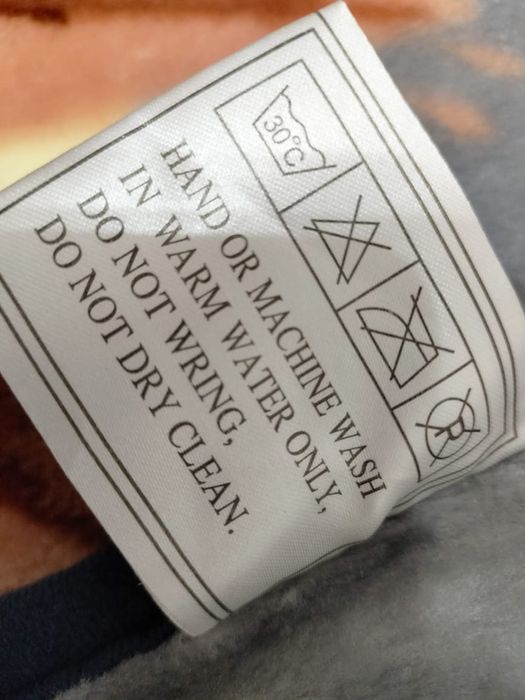 30°C
P
HAND OR MACHINE WASH
IN WARM WATER ONLY,
DO NOT WRING,
DO NOT DRY CLEAN.